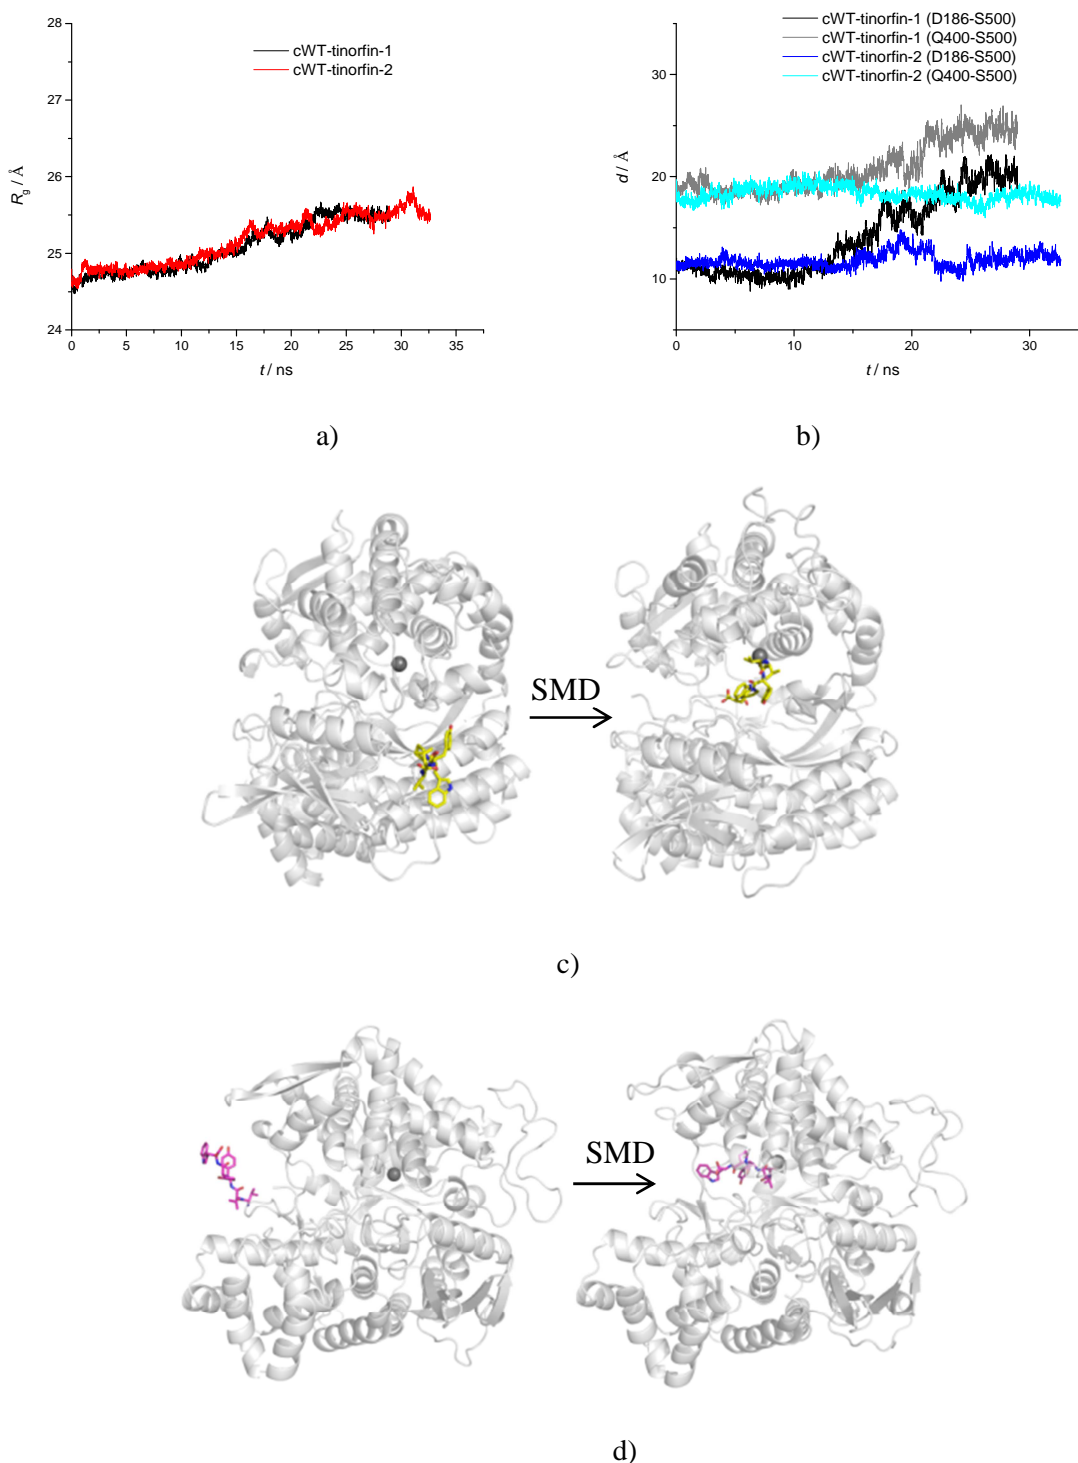 cWT-tinorfin-1
cWT-tinorfin-2
28
27
26
25
24
R_g / Å
0 5 10 15 20 25 30 35
t / ns
a)
cWT-tinorfin-1 (D186-S500)
cWT-tinorfin-1 (Q400-S500)
cWT-tinorfin-2 (D186-S500)
cWT-tinorfin-2 (Q400-S500)
30
20
10
d / Å
0 10 20 30
t / ns
b)
SMD
c)
SMD
d)